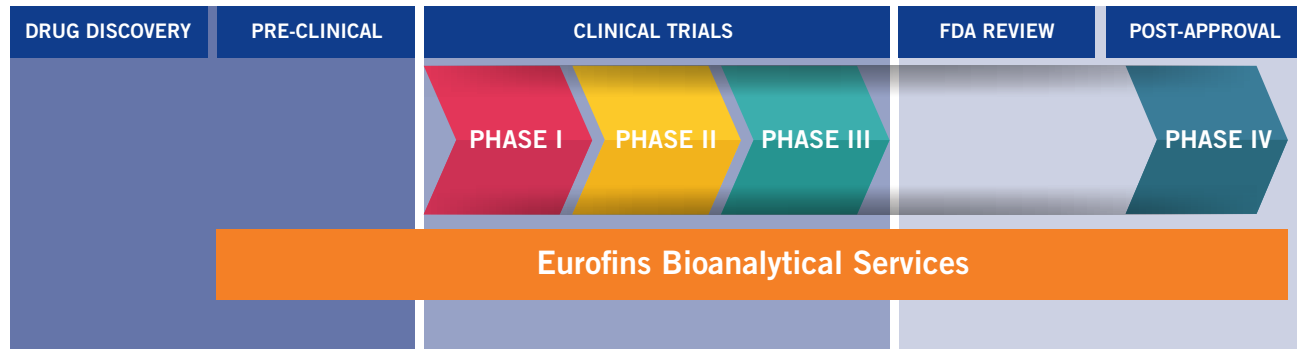 DRUG DISCOVERY
PRE-CLINICAL
CLINICAL TRIALS
FDA REVIEW
POST-APPROVAL
PHASE I
PHASE II
PHASE III
PHASE IV
Eurofins Bioanalytical Services